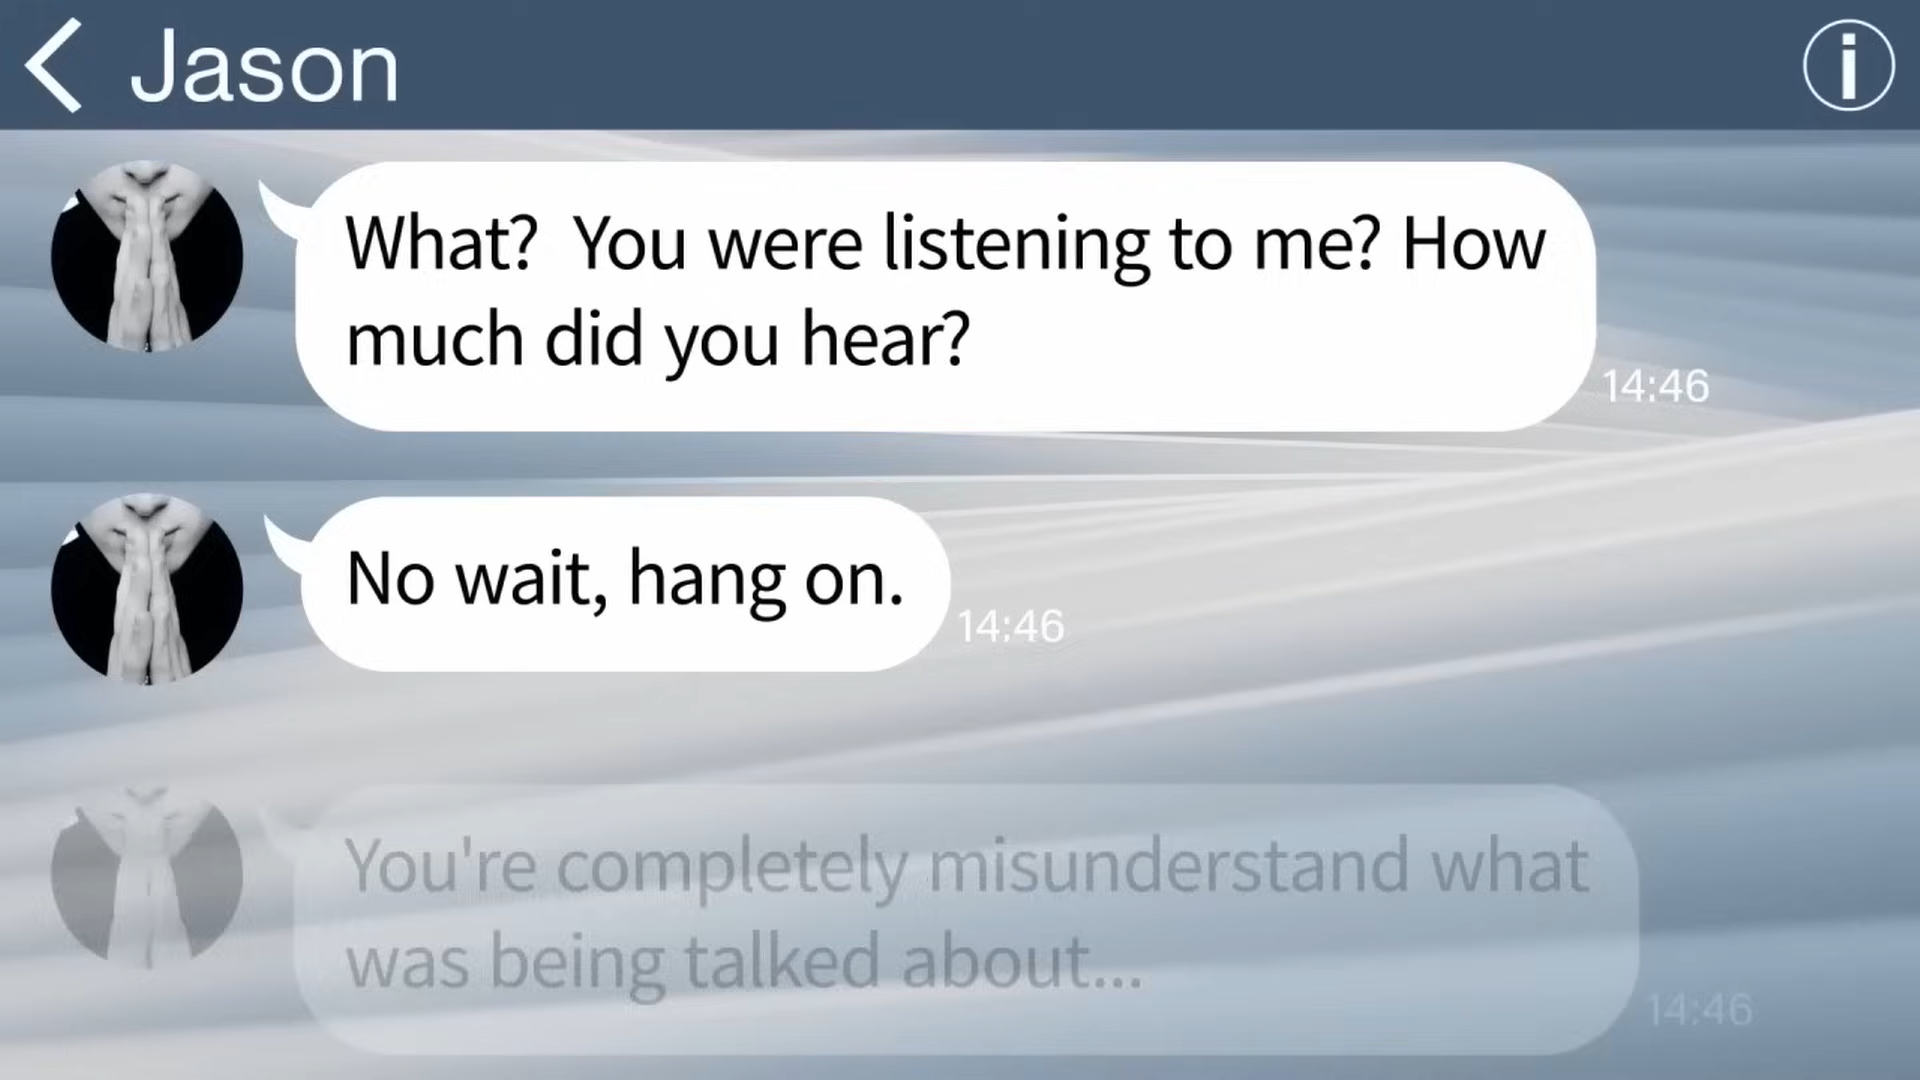 Jason
What?  You were listening to me? How
much did you hear?
14:46
No wait, hang on.
14:46
You're completely misunderstand what
was being talked about...
14:46